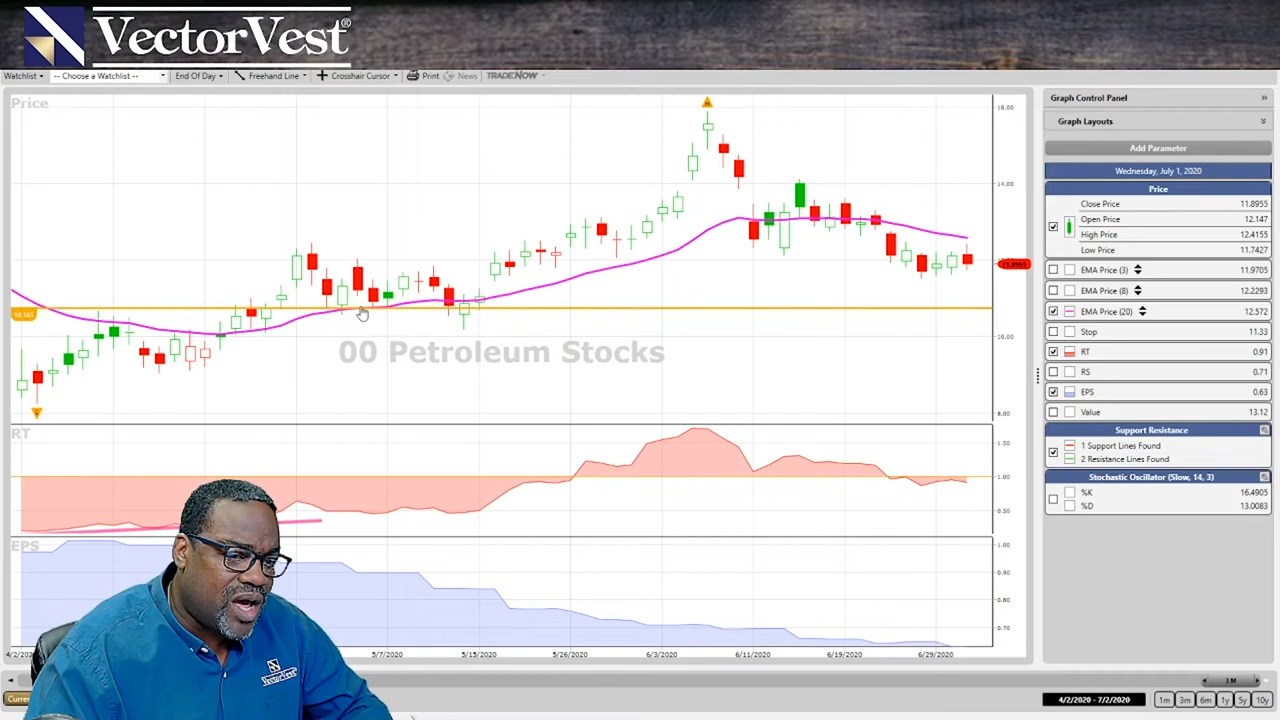 VectorVest®
Watchlist -- Choose a Watchlist -- End Of Day Freehand Line Crosshair Cursor Print News TRADENOW
Price
16.00
14.00
10.00
8.00
10.743
11.8955
00 Petroleum Stocks
RT
1.50
1.00
0.50
EPS
1.00
0.90
0.80
0.70
5/7/2020 5/15/2020 5/26/2020 6/3/2020 6/11/2020 6/19/2020 6/29/2020
Graph Control Panel
Graph Layouts
Add Parameter
Wednesday, July 1, 2020
Price
Close Price 11.8955
Open Price 12.147
High Price 12.4155
Low Price 11.7427
EMA Price (3) 11.9705
EMA Price (8) 12.2293
EMA Price (20) 12.572
Stop 11.33
RT 0.91
RS 0.71
EPS 0.63
Value 13.12
Support Resistance
1 Support Lines Found
2 Resistance Lines Found
Stochastic Oscillator (Slow, 14, 3)
%K 16.4905
%D 13.0083
3 M
4/2/2020 - 7/2/2020 1m 3m 6m 1y 5y 10y
VectorVest